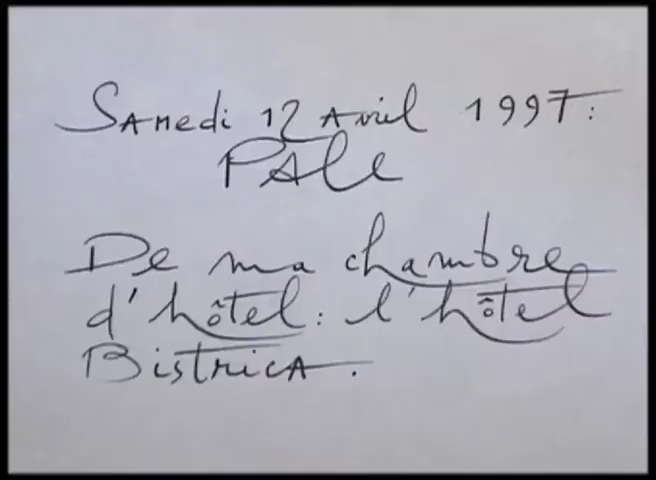 Samedi 12 Avril 1997:
PALE
De ma chambre
d'hôtel: l'hôtel
Bistrica.